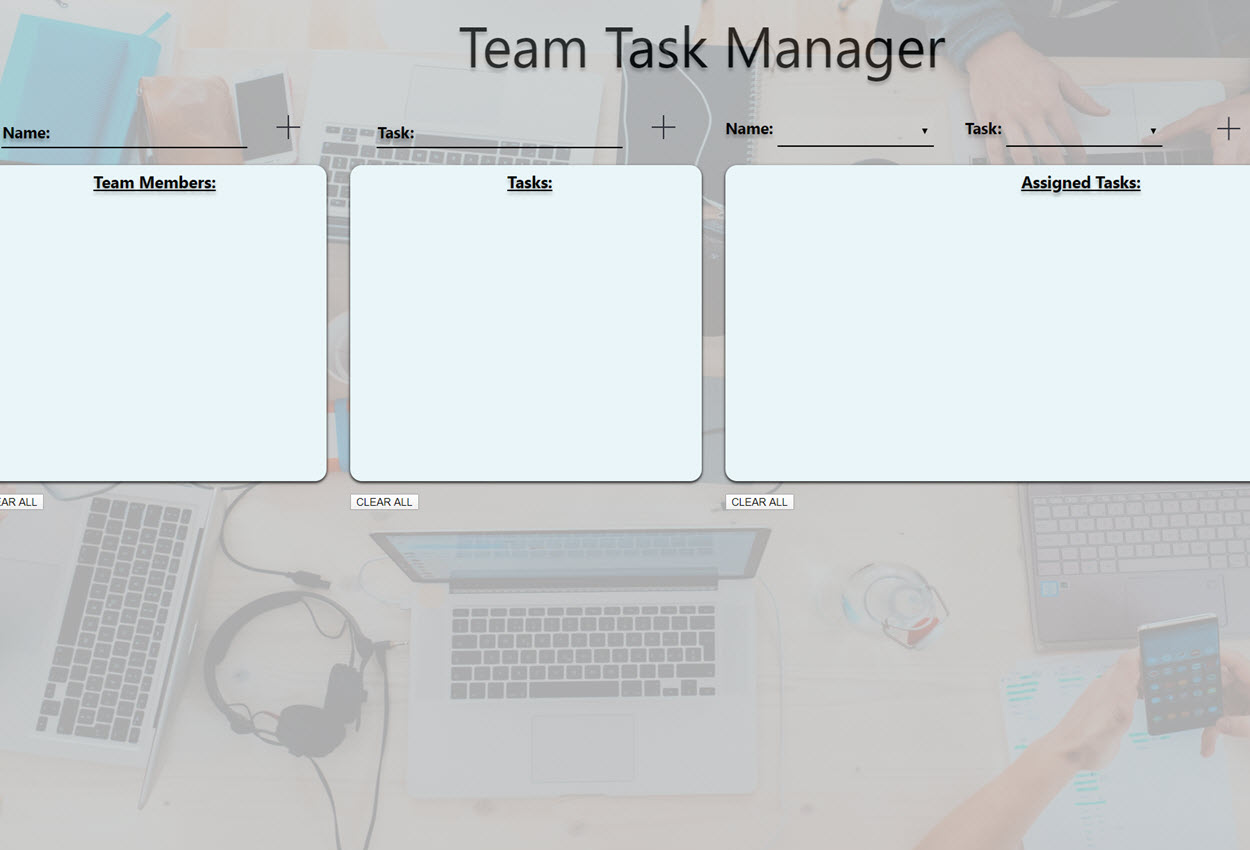 Team Task Manager
Name:
Task:
Name:
Task:
Team Members:
Tasks:
Assigned Tasks:
EAR ALL
CLEAR ALL
CLEAR ALL